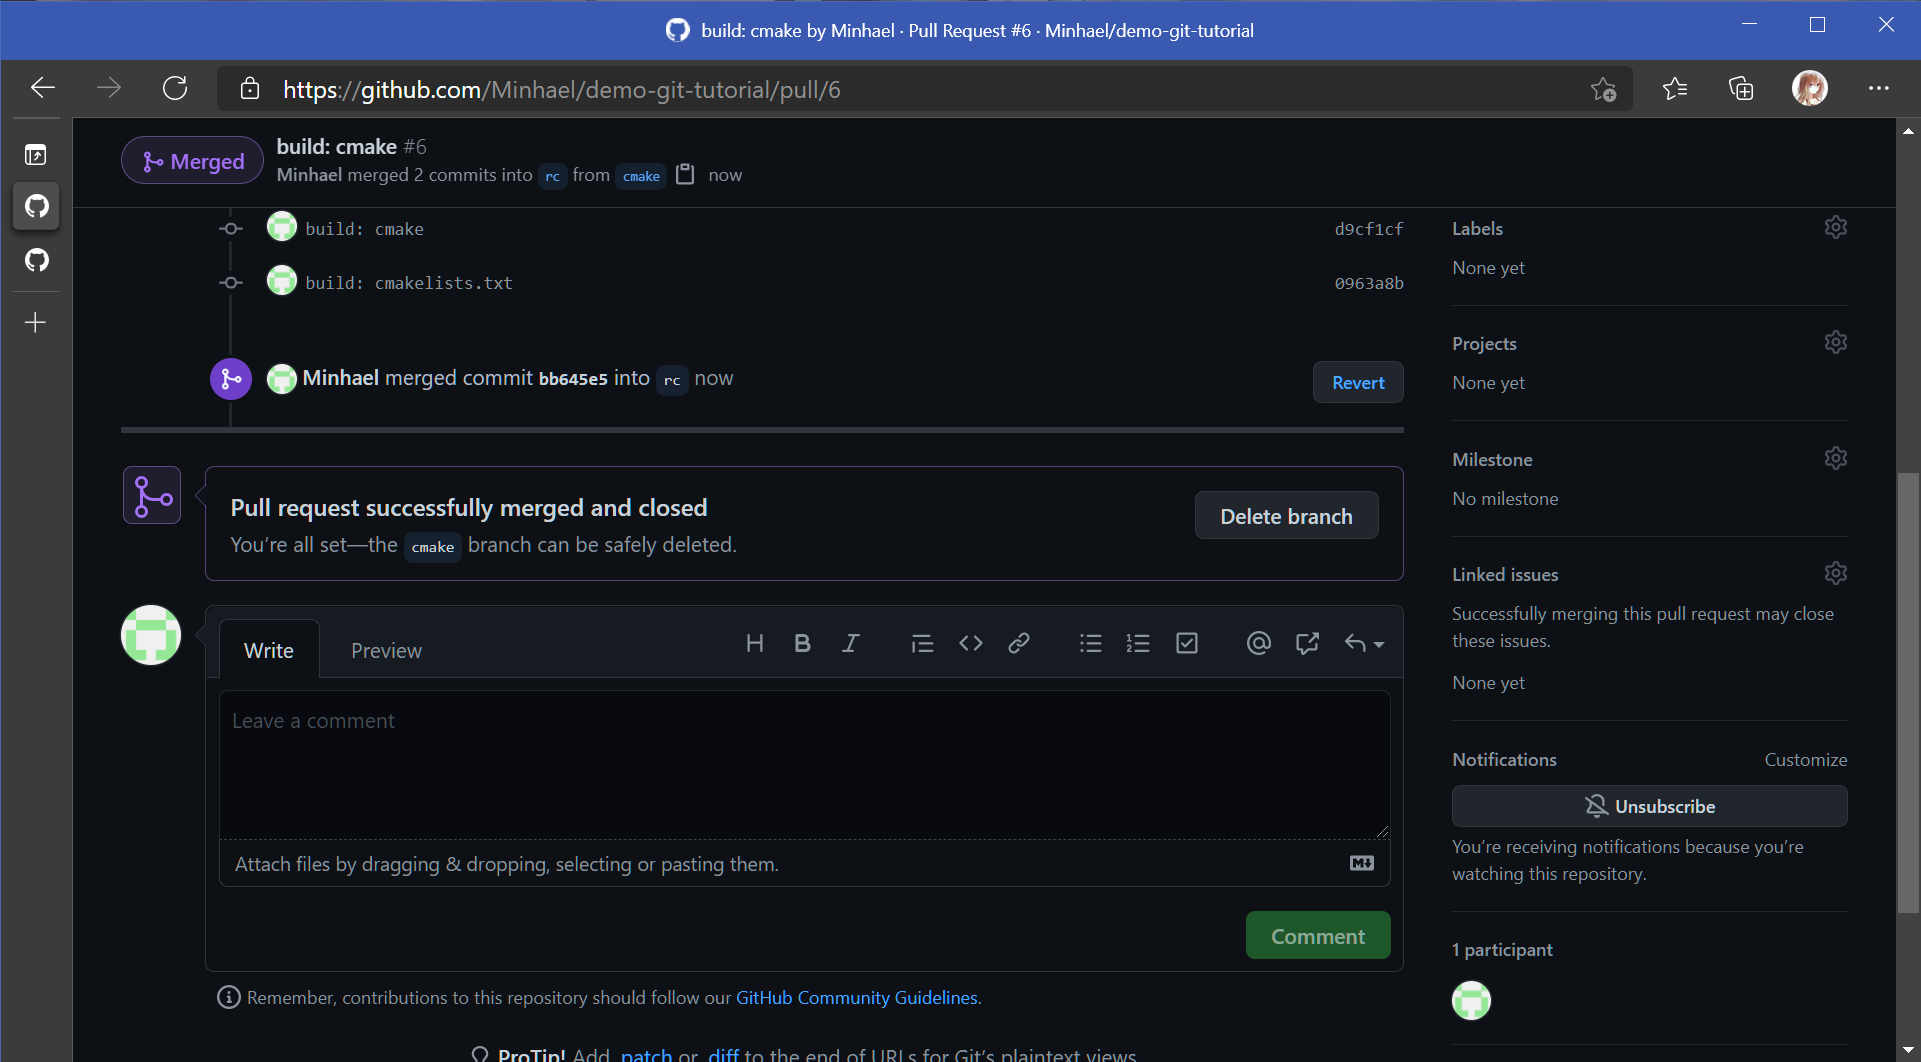 build: cmake by Minhael · Pull Request #6 · Minhael/demo-git-tutorial
https://github.com/Minhael/demo-git-tutorial/pull/6
Merged
build: cmake #6
Minhael merged 2 commits into rc from cmake now
build: cmake d9cf1cf
build: cmakelists.txt 0963a8b
Minhael merged commit bb645e5 into rc now
Revert
Pull request successfully merged and closed
You're all set—the cmake branch can be safely deleted.
Delete branch
Write Preview
Leave a comment
Attach files by dragging & dropping, selecting or pasting them.
Comment
Remember, contributions to this repository should follow our GitHub Community Guidelines.
ProTip! Add .patch or .diff to the end of URLs for Git's plaintext views.
Labels
None yet
Projects
None yet
Milestone
No milestone
Linked issues
Successfully merging this pull request may close
these issues.
None yet
Notifications Customize
Unsubscribe
You're receiving notifications because you're
watching this repository.
1 participant